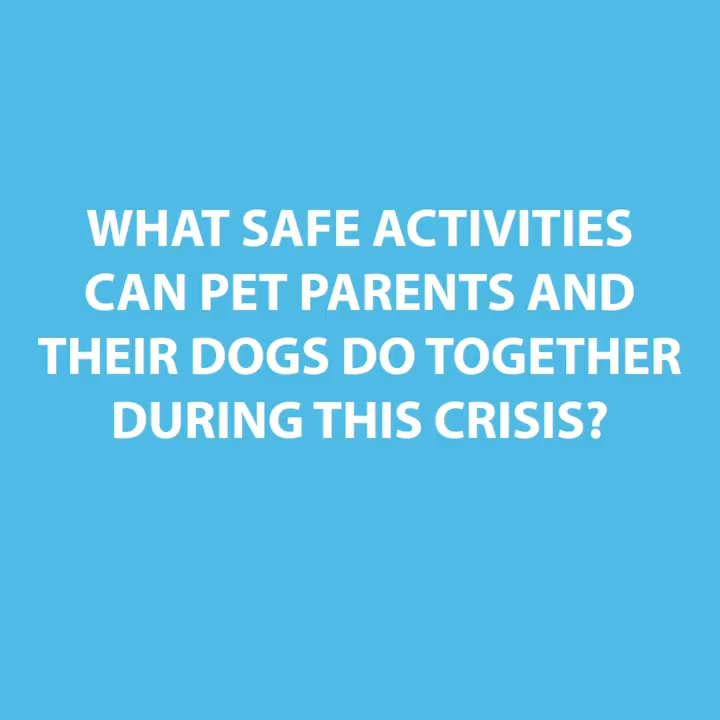 WHAT SAFE ACTIVITIES
CAN PET PARENTS AND
THEIR DOGS DO TOGETHER
DURING THIS CRISIS?